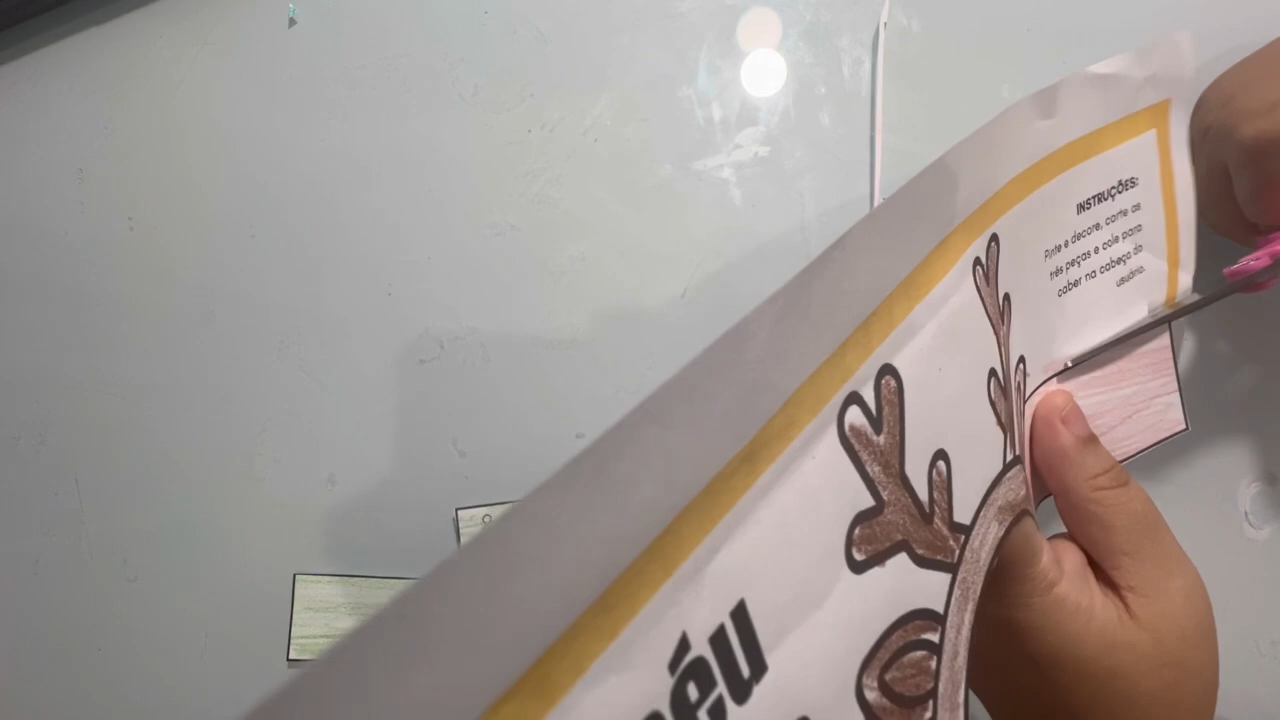 INSTRUÇÕES:
Pinte e decore, corte as
três peças e cole para
caber na cabeça do
usuário.
éu